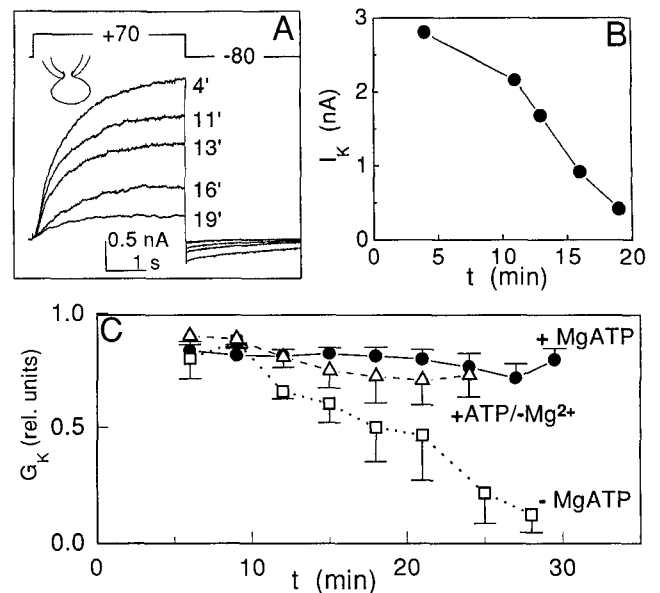 A
+70
-80
4'
11'
13'
16'
19'
0.5 nA
1 s
B
3
2
1
0
I_K (nA)
0 5 10 15 20
t (min)
C
1.0
0.5
0.0
G_K (rel. units)
+ MgATP
+ATP/-Mg²⁺
- MgATP
0 10 20 30
t (min)